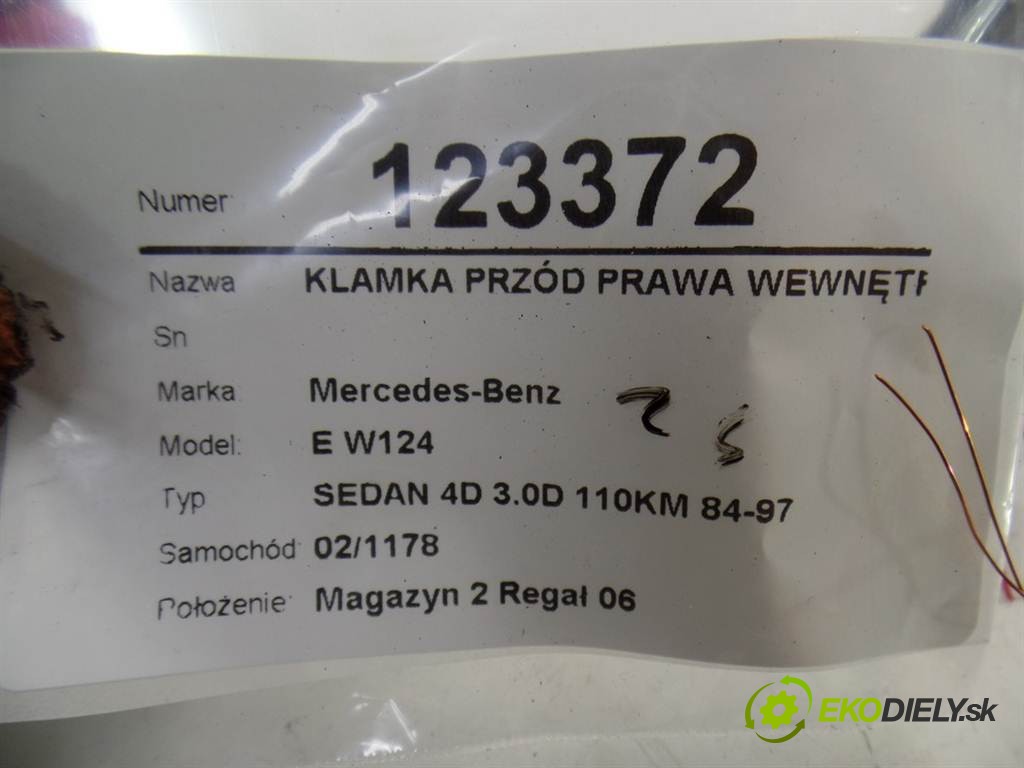 Numer: 123372
Nazwa KLAMKA PRZÓD PRAWA WEWNĘTR
Sn
Marka Mercedes-Benz
Model: E W124
Typ SEDAN 4D 3.0D 110KM 84-97
Samochód 02/1178
Położenie: Magazyn 2 Regał 06
EKODIELY.sk